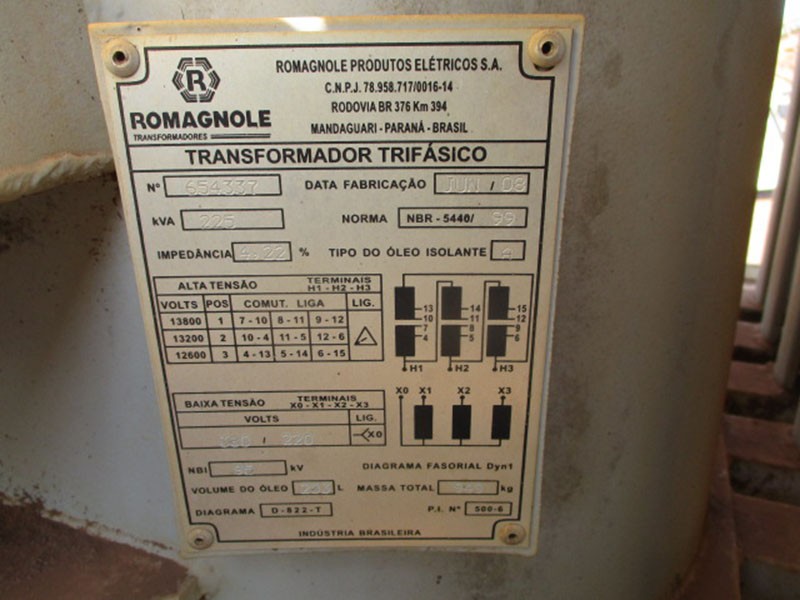 ROMAGNOLE PRODUTOS ELÉTRICOS S.A.
C.N.P.J. 78.958.717/0016-14
RODOVIA BR 376 Km 394
MANDAGUARI - PARANÁ - BRASIL
R
ROMAGNOLE
TRANSFORMADORES
TRANSFORMADOR TRIFÁSICO
Nº 654337 DATA FABRICAÇÃO JUN / 08
kVA 225 NORMA NBR - 5440/ 99
IMPEDÂNCIA 4,22 % TIPO DO ÓLEO ISOLANTE A
ALTA TENSÃO TERMINAIS H1 - H2 - H3
VOLTS POS COMUT. LIGA LIG.
13800 1 7-10 8-11 9-12
13200 2 10-4 11-5 12-6
12600 3 4-13 5-14 6-15
13 14 15
10 11 12
7 8 9
4 5 6
H1 H2 H3
BAIXA TENSÃO TERMINAIS X0 - X1 - X2 - X3
VOLTS LIG.
/ 220 X0
X0 X1 X2 X3
NBI kV DIAGRAMA FASORIAL Dyn1
VOLUME DO ÓLEO L MASSA TOTAL kg
DIAGRAMA D-822-T P.I. Nº 500-6
INDÚSTRIA BRASILEIRA